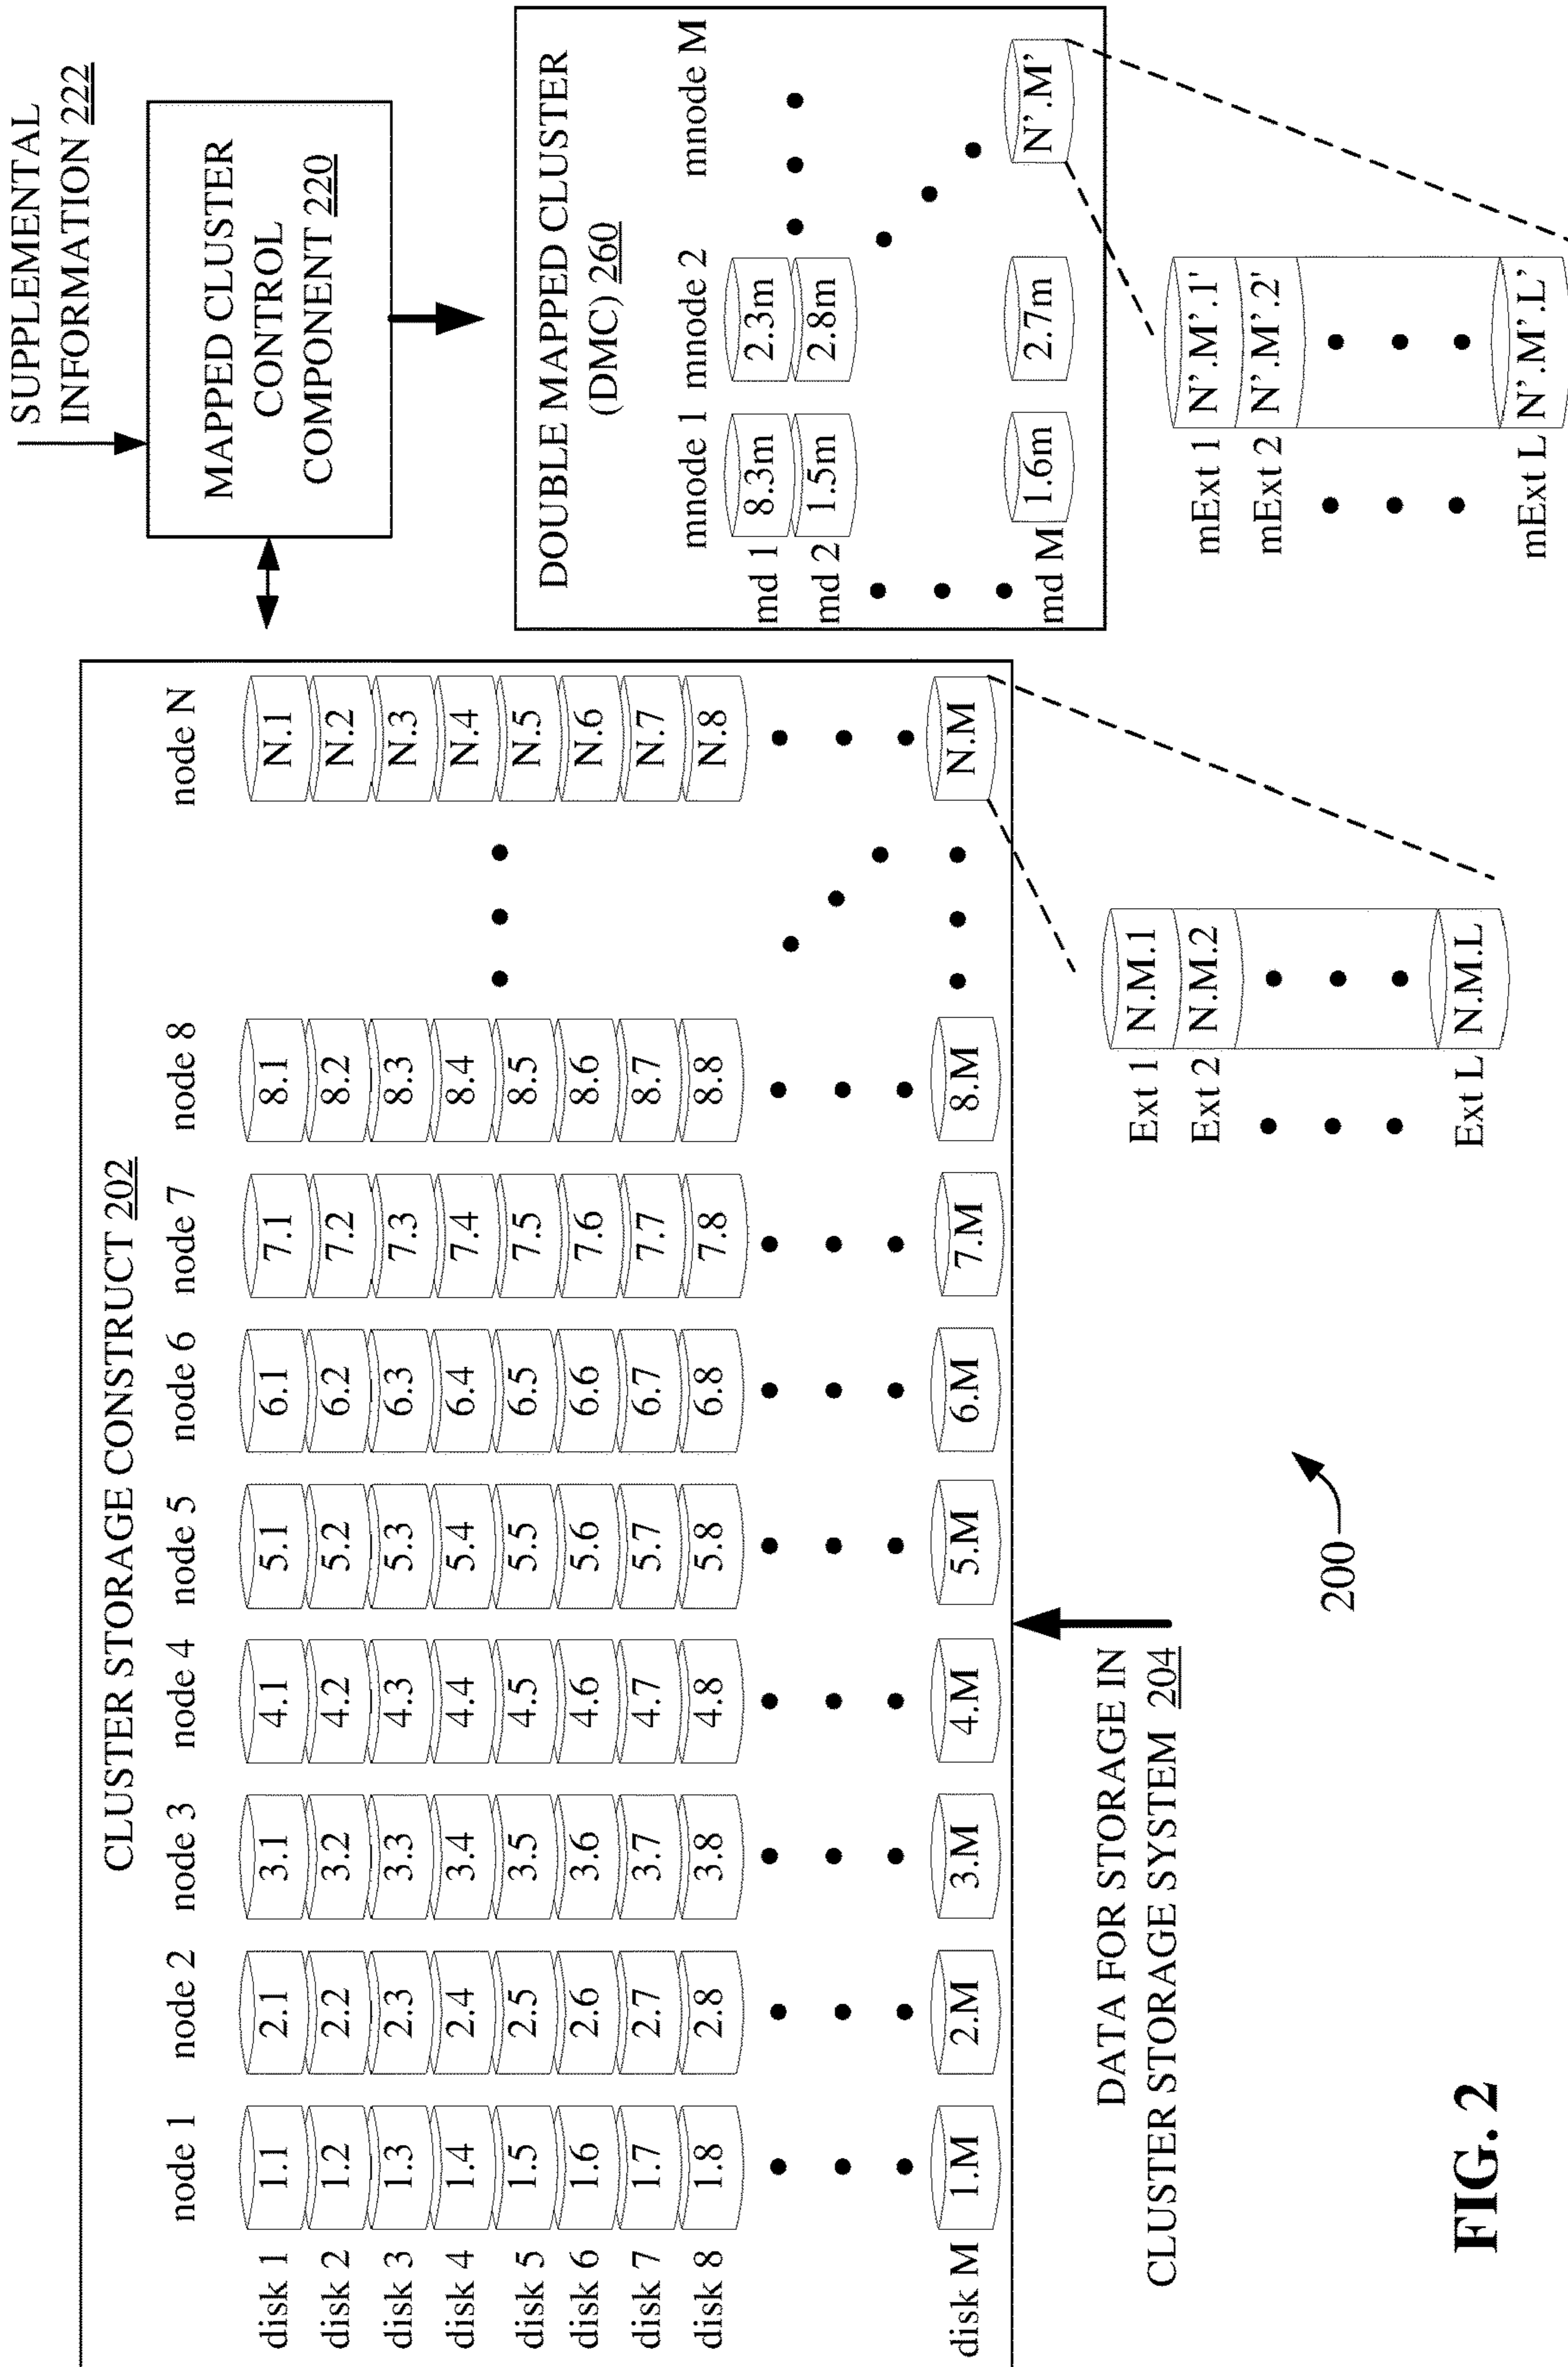 CLUSTER STORAGE CONSTRUCT 202
node 1 node 2 node 3 node 4 node 5 node 6 node 7 node 8 node N
disk 1 1.1 2.1 3.1 4.1 5.1 6.1 7.1 8.1 N.1
disk 2 1.2 2.2 3.2 4.2 5.2 6.2 7.2 8.2 N.2
disk 3 1.3 2.3 3.3 4.3 5.3 6.3 7.3 8.3 N.3
disk 4 1.4 2.4 3.4 4.4 5.4 6.4 7.4 8.4 N.4
disk 5 1.5 2.5 3.5 4.5 5.5 6.5 7.5 8.5 N.5
disk 6 1.6 2.6 3.6 4.6 5.6 6.6 7.6 8.6 N.6
disk 7 1.7 2.7 3.7 4.7 5.7 6.7 7.7 8.7 N.7
disk 8 1.8 2.8 3.8 4.8 5.8 6.8 7.8 8.8 N.8
disk M 1.M 2.M 3.M 4.M 5.M 6.M 7.M 8.M N.M
DATA FOR STORAGE IN
CLUSTER STORAGE SYSTEM 204
Ext 1 N.M.1
Ext 2 N.M.2
Ext L N.M.L
SUPPLEMENTAL
INFORMATION 222
MAPPED CLUSTER
CONTROL
COMPONENT 220
DOUBLE MAPPED CLUSTER
(DMC) 260
mnode 1 mnode 2 mnode M
md 1 8.3m 2.3m
md 2 1.5m 2.8m
md M 1.6m 2.7m N’.M’
mExt 1 N’.M’.1'
mExt 2 N’.M’.2'
mExt L N’.M’.L’
200
FIG. 2